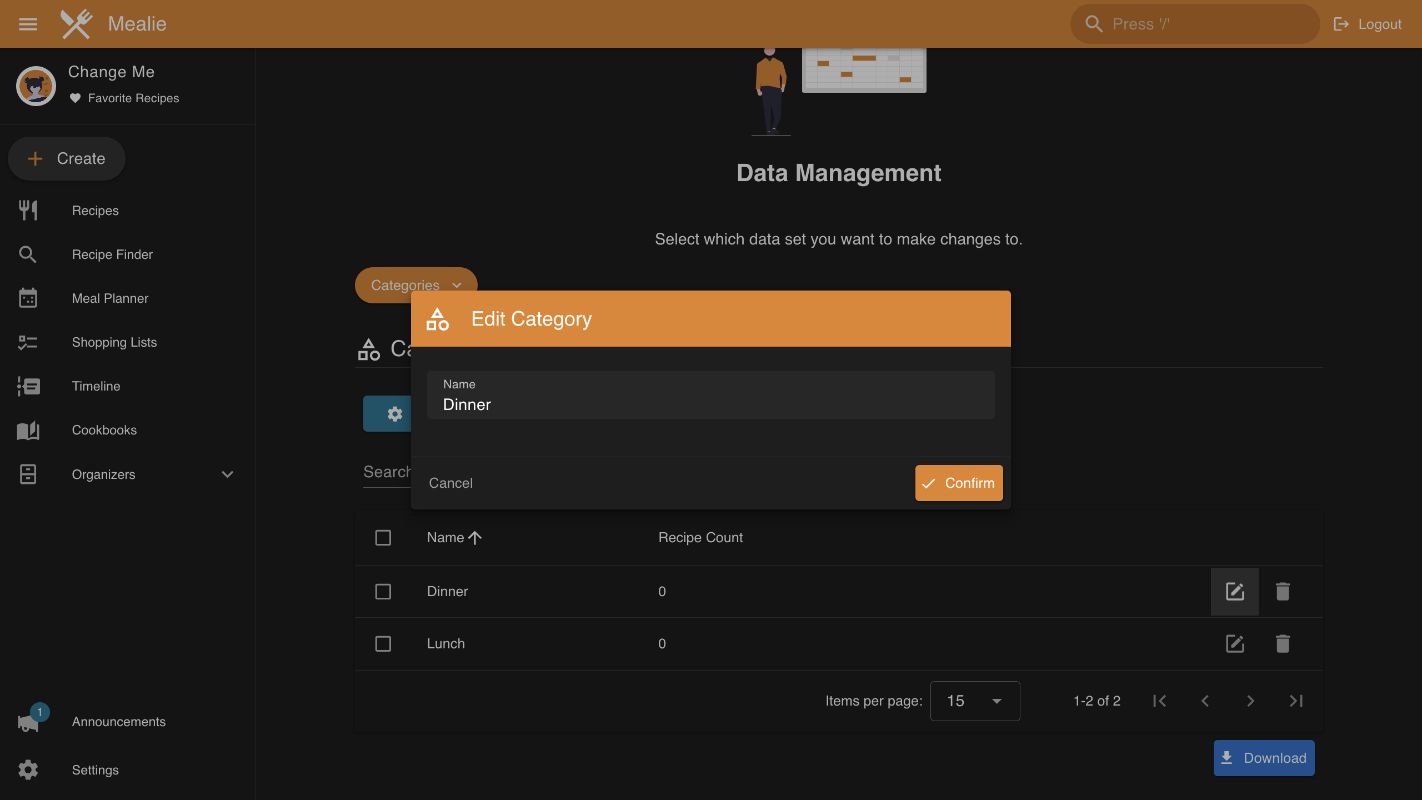 Mealie
Press '/'
Logout
Change Me
Favorite Recipes
Create
Recipes
Recipe Finder
Meal Planner
Shopping Lists
Timeline
Cookbooks
Organizers
1
Announcements
Settings
Data Management
Select which data set you want to make changes to.
Categories
Edit Category
Name
Dinner
Cancel
Confirm
Search
Name
Recipe Count
Dinner
0
Lunch
0
Items per page:
15
1-2 of 2
Download